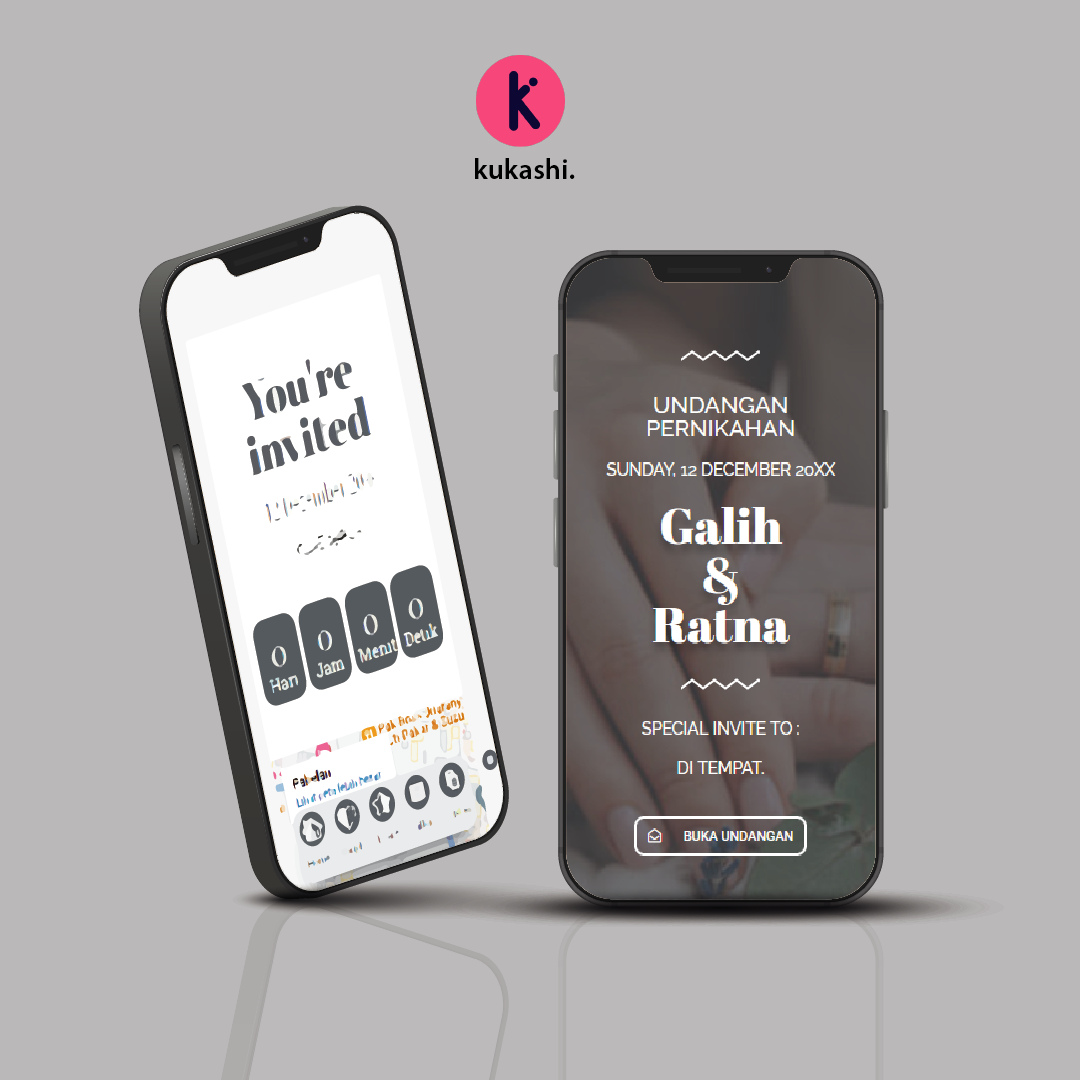 kukashi.
You're
invited
0
0
0
0
Hari
Jam
Menit
Detik
UNDANGAN
PERNIKAHAN
SUNDAY, 12 DECEMBER 20XX
Galih
&
Ratna
SPECIAL INVITE TO :
DI TEMPAT.
BUKA UNDANGAN